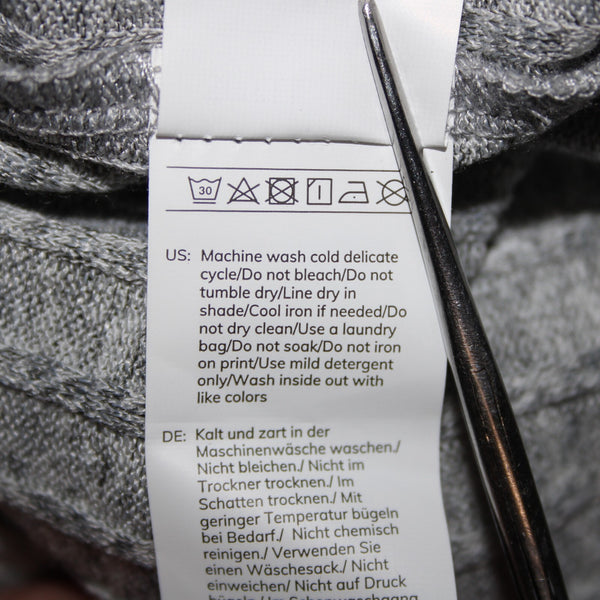 30
US: Machine wash cold delicate
cycle/Do not bleach/Do not
tumble dry/Line dry in
shade/Cool iron if needed/Do
not dry clean/Use a laundry
bag/Do not soak/Do not iron
on print/Use mild detergent
only/Wash inside out with
like colors
DE: Kalt und zart in der
Maschinenwäsche waschen./
Nicht bleichen./ Nicht im
Trockner trocknen./ Im
Schatten trocknen./ Mit
geringer Temperatur bügeln
bei Bedarf./ Nicht chemisch
reinigen./ Verwenden Sie
einen Wäschesack./ Nicht
einweichen/ Nicht auf Druck